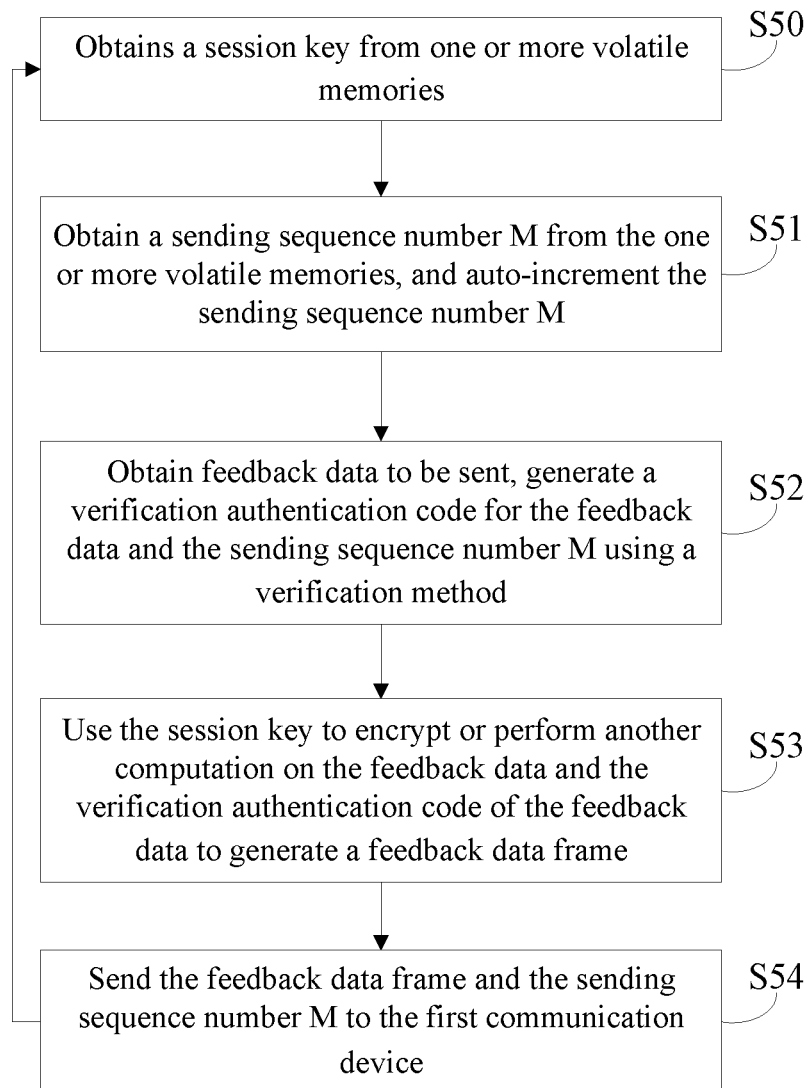 S50
Obtains a session key from one or more volatile
memories
S51
Obtain a sending sequence number M from the one
or more volatile memories, and auto-increment the
sending sequence number M
S52
Obtain feedback data to be sent, generate a
verification authentication code for the feedback
data and the sending sequence number M using a
verification method
S53
Use the session key to encrypt or perform another
computation on the feedback data and the
verification authentication code of the feedback
data to generate a feedback data frame
S54
Send the feedback data frame and the sending
sequence number M to the first communication
device